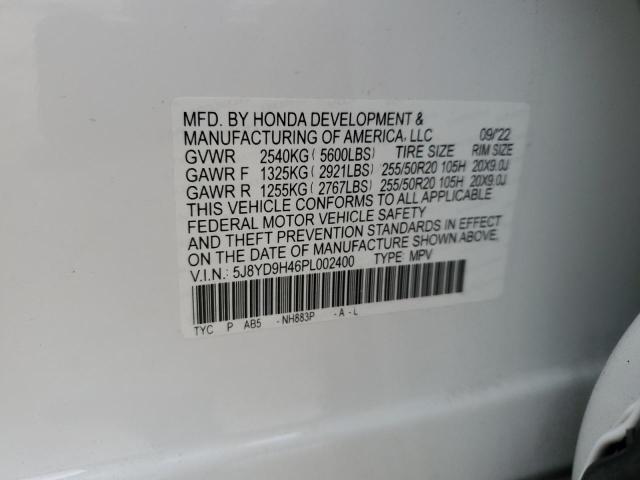 MFD. BY HONDA DEVELOPMENT &
MANUFACTURING OF AMERICA, LLC 09/'22
GVWR 2540KG ( 5600LBS) TIRE SIZE RIM SIZE
GAWR F 1325KG ( 2921LBS) 255/50R20 105H 20X9.0J
GAWR R 1255KG ( 2767LBS) 255/50R20 105H 20X9.0J
THIS VEHICLE CONFORMS TO ALL APPLICABLE
FEDERAL MOTOR VEHICLE SAFETY
AND THEFT PREVENTION STANDARDS IN EFFECT
ON THE DATE OF MANUFACTURE SHOWN ABOVE.
V.I.N.: 5J8YD9H46PL002400 TYPE: MPV
TYC P AB5 -NH883P -A-L